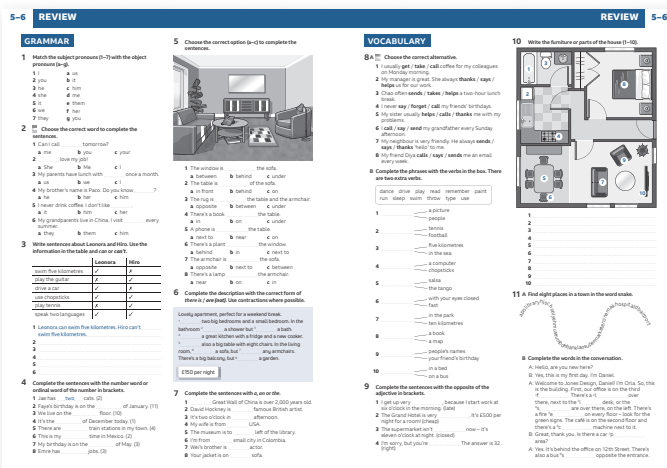 5–6 REVIEW
GRAMMAR
1 Match the subject pronouns (1–7) with the object
pronouns (a–g).
1 I a us
2 you b it
3 he c him
4 she d me
5 it e them
6 we f her
7 they g you
2 Choose the correct word to complete the
sentences.
1 Can I call tomorrow?
a me b you c your
2 love my job!
a She b Me c I
3 My parents have lunch with once a month.
a us b we c I
4 My brother's name is Paco. Do you know ?
a he b her c him
5 I never drink coffee. I don't like .
a it b him c her
6 My grandparents live in China. I visit every
summer.
a they b them c him
3 Write sentences about Leonora and Hiro. Use the
information in the table and can or can't.
Leonora Hiro
swim five kilometres ✓ ✗
play the guitar ✗ ✓
drive a car ✓ ✗
use chopsticks ✓ ✓
play tennis ✗ ✓
speak two languages ✓ ✓
1 Leonora can swim five kilometres. Hiro can't
swim five kilometres.
2
3
4
5
6
4 Complete the sentences with the number word or
ordinal word of the number in brackets.
1 Jae has two cats. (2)
2 Faye's birthday is on the of January. (11)
3 We live on the floor. (10)
4 It's the of December today. (1)
5 There are train stations in my town. (4)
6 This is my time in Mexico. (2)
7 My birthday is on the of May. (3)
8 Emre has jobs. (3)
5 Choose the correct option (a–c) to complete the
sentences.
1 The window is the sofa.
a between b behind c under
2 The table is of the sofa.
a in front b behind c on
3 The rug is the table and the armchair.
a opposite b between c under
4 There's a book the table.
a in b on c under
5 A phone is the table.
a next to b near c on
6 There's a plant the window.
a behind b in c next to
7 The armchair is the sofa.
a opposite b next to c between
8 There's a lamp the armchair.
a near b in c on
6 Complete the description with the correct form of
there is / are (had). Use contractions where possible.
Lovely apartment, perfect for a weekend break.
two big bedrooms and a small bedroom. In the
bathroom a shower but a bath.
a great kitchen with a fridge and a new cooker.
also a big table with eight chairs. In the living
room, a sofa, but any armchairs.
There's a big balcony, but a garden.
£150 per night
7 Complete the sentences with a, an or the.
1 Great Wall of China is over 2,000 years old.
2 David Hockney is famous British artist.
3 It's two o'clock in afternoon.
4 My wife is from USA.
5 The museum is to left of the library.
6 I'm from small city in Colombia.
7 Wei's brother is actor.
8 Your jacket is on sofa.
REVIEW 5–6
VOCABULARY
8 A Choose the correct alternative.
1 I usually get / take / call coffee for my colleagues
on Monday morning.
2 My manager is great. She always thanks / says /
helps us for our work.
3 Chao often sends / takes / helps a two-hour lunch
break.
4 I never say / forget / call my friends' birthdays.
5 My sister usually helps / calls / thanks me with my
problems.
6 I call / say / send my grandfather every Sunday
afternoon.
7 My neighbour is very friendly. He always sends /
says / thanks 'hello' to me.
8 My friend Diya calls / says / sends me an email
every week.
B Complete the phrases with the verbs in the box. There
are two extra verbs.
dance drive play read remember paint
run sleep swim throw type use
1 a picture
people
2 tennis
football
3 five kilometres
in the sea
4 a computer
chopsticks
5 salsa
the tango
6 with your eyes closed
fast
7 in the park
ten kilometres
8 a book
a map
9 people's names
your friend's birthday
10 in a bed
on a bus
9 Complete the sentences with the opposite of the
adjective in brackets.
1 I get up very , because I start work at
six o'clock in the morning. (late)
2 The Grand Hotel is very . It's £500 per
night for a room! (cheap)
3 The supermarket isn't now – it's
eleven o'clock at night. (closed)
4 I'm sorry, but you're . The answer is 32.
(right)
10 Write the furniture or parts of the house (1–10).
1
2
3
4
5
6
7
8
9
10
11 A Find eight places in a town in the word snake.
B Complete the words in the conversation.
A: Hello, are you new here?
B: Yes, this is my first day. I'm Daniel.
A: Welcome to Jones Design, Daniel! I'm Orla. So, this
is the building. First, our office is on the third
There's a over
there, next to the desk, or the
are over there, on the left. There's
a fire on every floor – look for the
green signs. The café is on the second floor and
there's a machine next to it.
B: Great, thank you. Is there a car
area?
A: Yes. It's behind the office on 12th Street. There's
also a bus opposite the entrance.